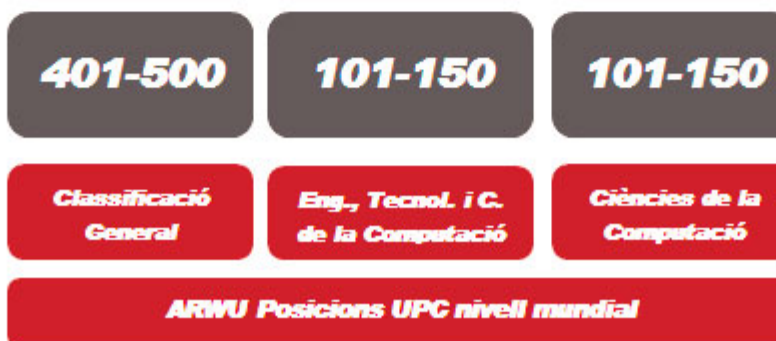 401-500 101-150 101-150
Classificació General
Eng., Tecnol. i C. de la Computació
Ciències de la Computació
ARWU Posicions UPC nivell mundial